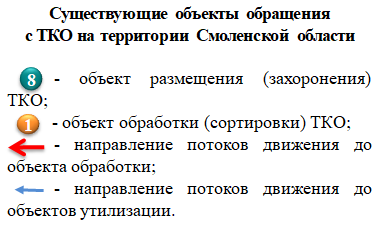 Существующие объекты обращения
с ТКО на территории Смоленской области
8 - объект размещения (захоронения)
ТКО;
1 - объект обработки (сортировки) ТКО;
- направление потоков движения до
объекта обработки;
- направление потоков движения до
объектов утилизации.